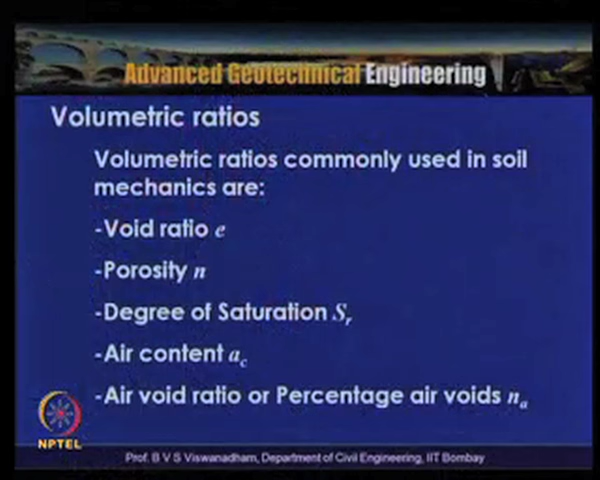 Advanced Geotechnical Engineering
Volumetric ratios
Volumetric ratios commonly used in soil
mechanics are:
-Void ratio e
-Porosity n
-Degree of Saturation Sr
-Air content ac
-Air void ratio or Percentage air voids na
NPTEL
Prof. B V S Viswanadham, Department of Civil Engineering, IIT Bombay